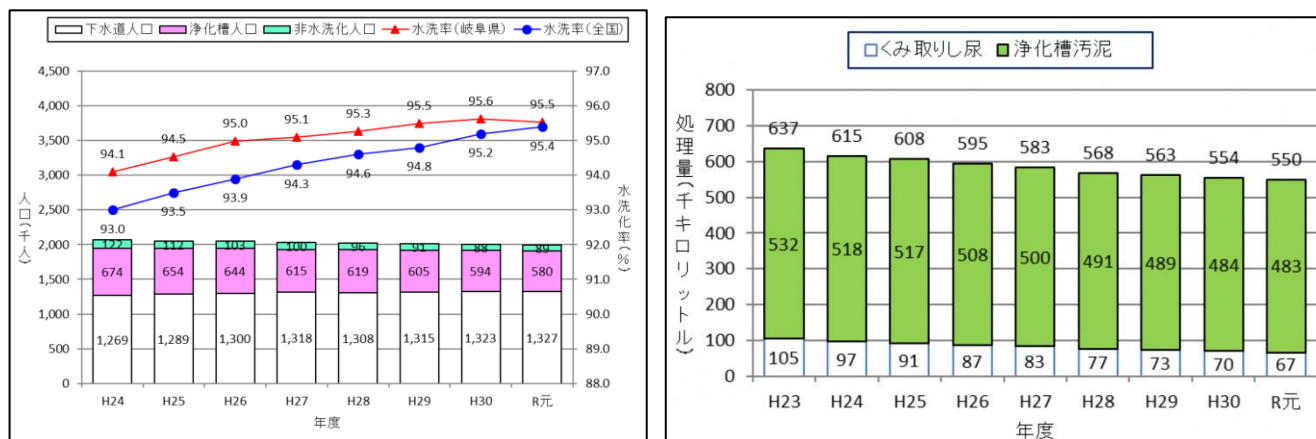 下水道人口 浄化槽人口 非水洗化人口 水洗率(岐阜県) 水洗率(全国)
4,500 97.0
4,000 96.0
3,500 95.0
3,000 94.0
2,500 93.0
2,000 92.0
1,500 91.0
1,000 90.0
500 89.0
0 88.0
人口(千人)
水洗化率(%)
94.1 94.5 95.0 95.1 95.3 95.5 95.6 95.5
93.0 93.5 93.9 94.3 94.6 94.8 95.2 95.4
122 112 103 100 96 91 88 89
674 654 644 615 619 605 594 580
1,269 1,289 1,300 1,318 1,308 1,315 1,323 1,327
H24 H25 H26 H27 H28 H29 H30 R元
年度
くみ取りし尿 浄化槽汚泥
処理量(千キロリットル)
800
700
600
500
400
300
200
100
0
637 615 608 595 583 568 563 554 550
532 518 517 508 500 491 489 484 483
105 97 91 87 83 77 73 70 67
H23 H24 H25 H26 H27 H28 H29 H30 R元
年度